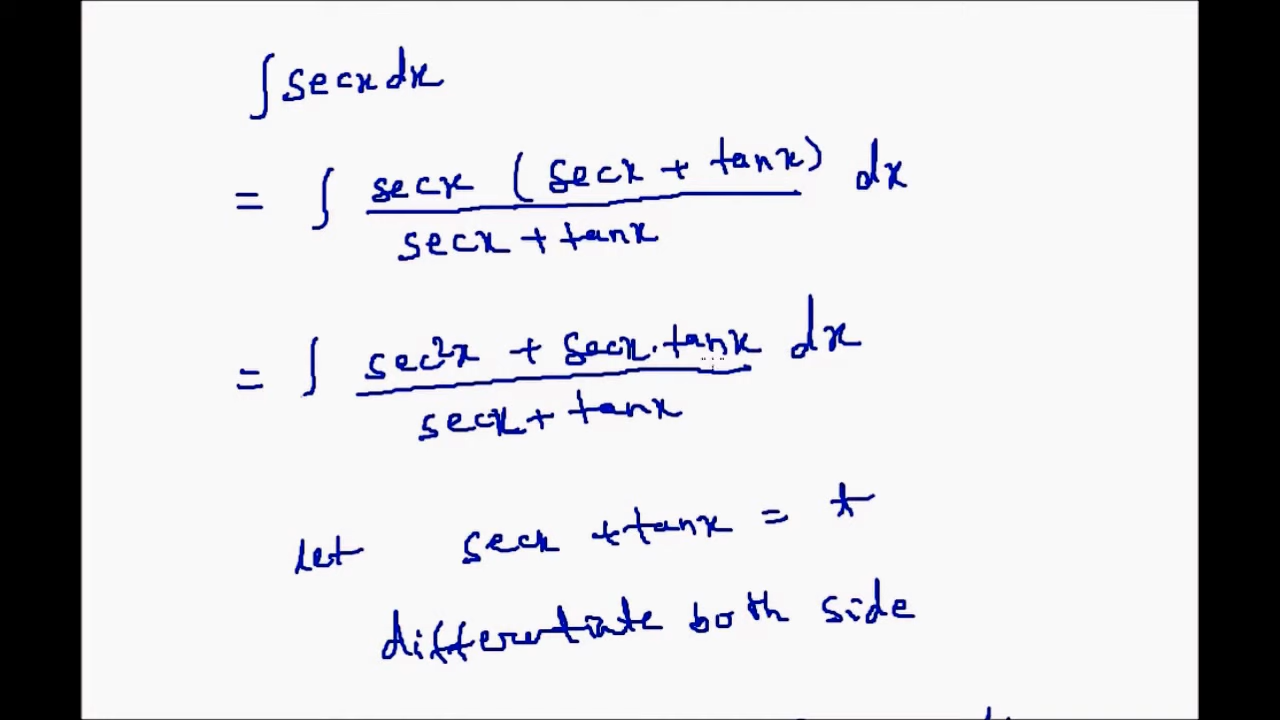 ∫ secx dx
= ∫ secx (secx + tanx) / secx + tanx dx
= ∫ sec²x + secx.tanx / secx + tanx dx
Let secx + tanx = t
differentiate both side